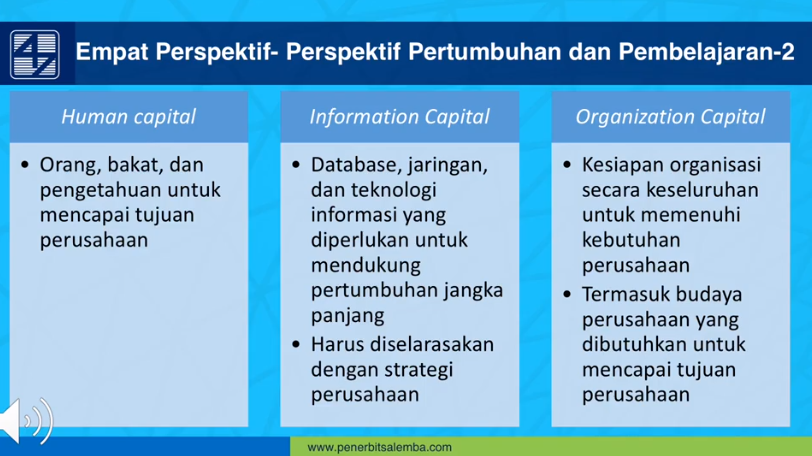 Empat Perspektif- Perspektif Pertumbuhan dan Pembelajaran-2
Human capital
• Orang, bakat, dan
pengetahuan untuk
mencapai tujuan
perusahaan
Information Capital
• Database, jaringan,
dan teknologi
informasi yang
diperlukan untuk
mendukung
pertumbuhan jangka
panjang
• Harus diselarasakan
dengan strategi
perusahaan
Organization Capital
• Kesiapan organisasi
secara keseluruhan
untuk memenuhi
kebutuhan
perusahaan
• Termasuk budaya
perusahaan yang
dibutuhkan untuk
mencapai tujuan
perusahaan
www.penerbitsalemba.com